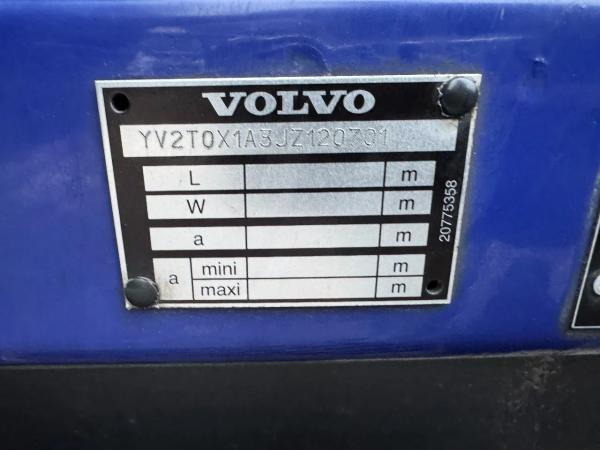 VOLVO
YV2T0X1A3JZ120701
L m
W m
a m
a mini m
maxi m
20775358